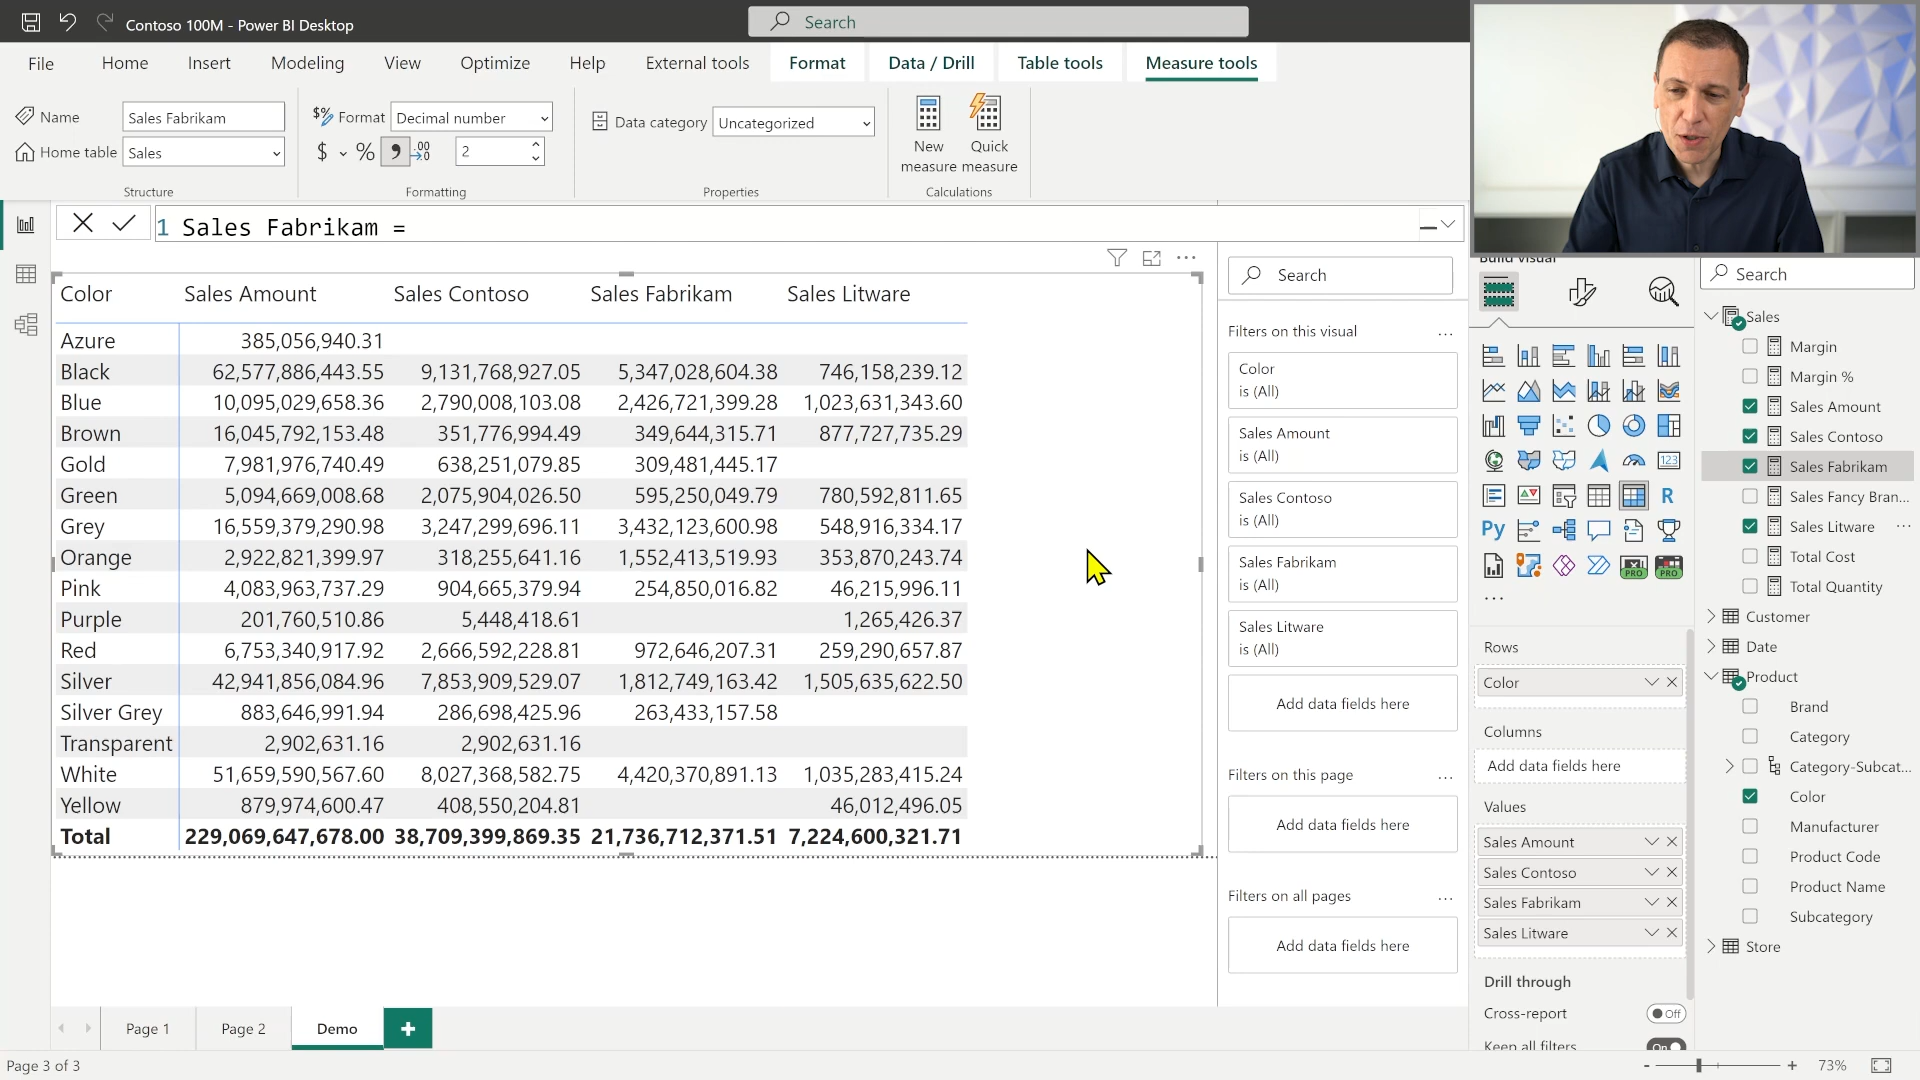 Contoso 100M - Power BI Desktop
Search
File Home Insert Modeling View Optimize Help External tools Format Data / Drill Table tools Measure tools
Name Sales Fabrikam
Home table Sales
Structure
Format Decimal number
$ % 2
Formatting
Data category Uncategorized
Properties
New measure
Quick measure
Calculations
1 Sales Fabrikam =
Color Sales Amount Sales Contoso Sales Fabrikam Sales Litware
Azure 385,056,940.31
Black 62,577,886,443.55 9,131,768,927.05 5,347,028,604.38 746,158,239.12
Blue 10,095,029,658.36 2,790,008,103.08 2,426,721,399.28 1,023,631,343.60
Brown 16,045,792,153.48 351,776,994.49 349,644,315.71 877,727,735.29
Gold 7,981,976,740.49 638,251,079.85 309,481,445.17
Green 5,094,669,008.68 2,075,904,026.50 595,250,049.79 780,592,811.65
Grey 16,559,379,290.98 3,247,299,696.11 3,432,123,600.98 548,916,334.17
Orange 2,922,821,399.97 318,255,641.16 1,552,413,519.93 353,870,243.74
Pink 4,083,963,737.29 904,665,379.94 254,850,016.82 46,215,996.11
Purple 201,760,510.86 5,448,418.61 1,265,426.37
Red 6,753,340,917.92 2,666,592,228.81 972,646,207.31 259,290,657.87
Silver 42,941,856,084.96 7,853,909,529.07 1,812,749,163.42 1,505,635,622.50
Silver Grey 883,646,991.94 286,698,425.96 263,433,157.58
Transparent 2,902,631.16 2,902,631.16
White 51,659,590,567.60 8,027,368,582.75 4,420,370,891.13 1,035,283,415.24
Yellow 879,974,600.47 408,550,204.81 46,012,496.05
Total 229,069,647,678.00 38,709,399,869.35 21,736,712,371.51 7,224,600,321.71
Search
Filters on this visual ...
Color
is (All)
Sales Amount
is (All)
Sales Contoso
is (All)
Sales Fabrikam
is (All)
Sales Litware
is (All)
Add data fields here
Filters on this page ...
Add data fields here
Filters on all pages ...
Add data fields here
Build visual
123
R
Py
PRO PRO
...
Rows
Color
Columns
Add data fields here
Values
Sales Amount
Sales Contoso
Sales Fabrikam
Sales Litware
Drill through
Cross-report Off
Keep all filters On
Search
Sales
Margin
Margin %
Sales Amount
Sales Contoso
Sales Fabrikam
Sales Fancy Bran...
Sales Litware ...
Total Cost
Total Quantity
Customer
Date
Product
Brand
Category
Category-Subcat...
Color
Manufacturer
Product Code
Product Name
Subcategory
Store
Page 1 Page 2 Demo +
Page 3 of 3
- + 73%